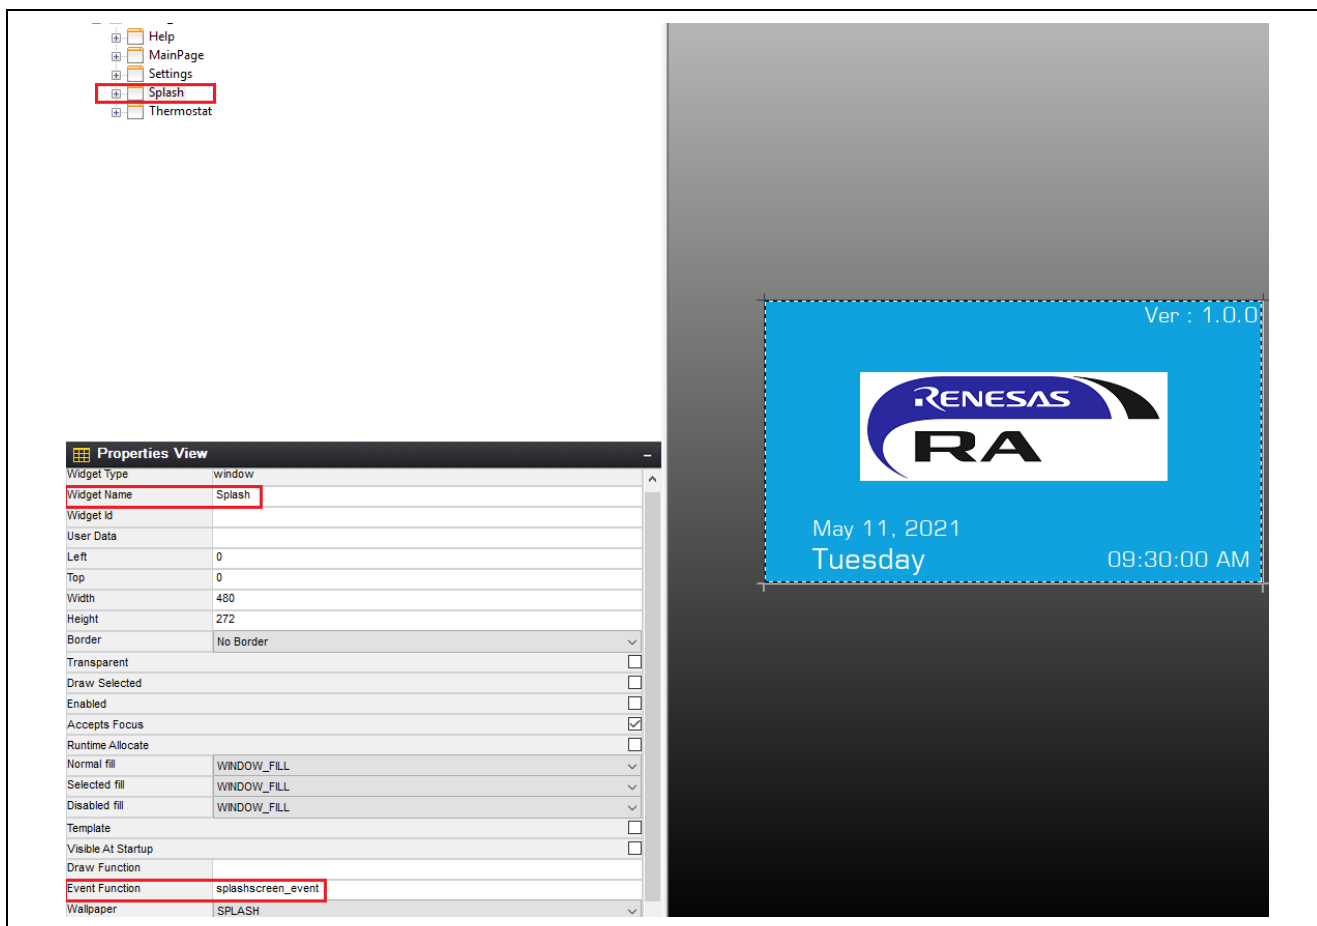 Help
MainPage
Settings
Splash
Thermostat
Properties View
Widget Type window
Widget Name Splash
Widget Id
User Data
Left 0
Top 0
Width 480
Height 272
Border No Border
Transparent
Draw Selected
Enabled
Accepts Focus
Runtime Allocate
Normal fill WINDOW_FILL
Selected fill WINDOW_FILL
Disabled fill WINDOW_FILL
Template
Visible At Startup
Draw Function
Event Function splashscreen_event
Wallpaper SPLASH
Ver : 1.0.0
RENESAS
RA
May 11, 2021
Tuesday 09:30:00 AM